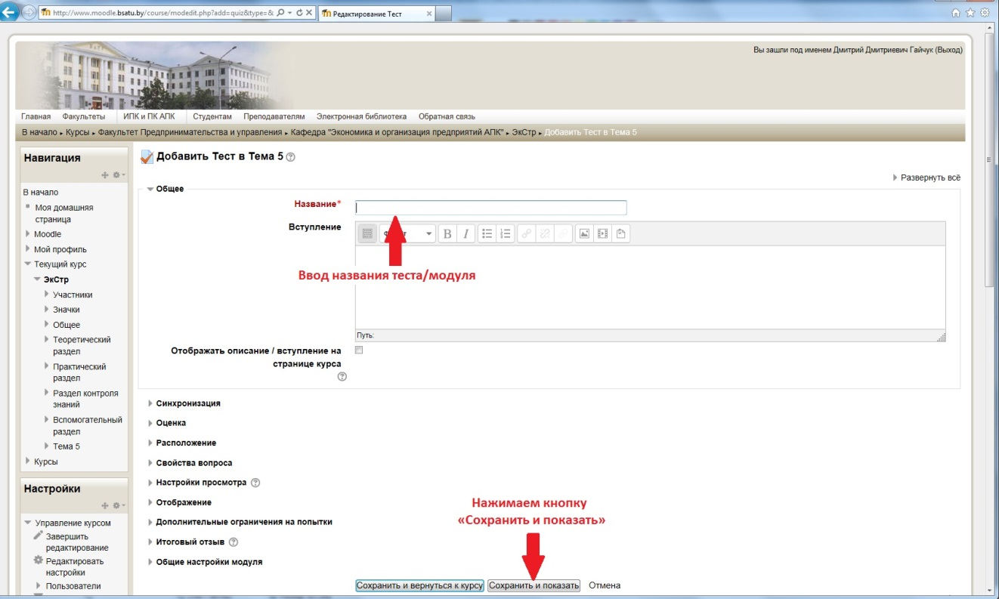 http://www.moodle.bsatu.by/course/modedit.php?add=quiz&type=&
Редактирование Тест
Вы зашли под именем Дмитрий Дмитриевич Гайчук (Выход)
Главная Факультеты ИПК и ПК АПК Студентам Преподавателям Электронная библиотека Обратная связь
В начало ▸ Курсы ▸ Факультет Предпринимательства и управления ▸ Кафедра "Экономика и организация предприятий АПК" ▸ ЭкСтр ▸ Добавить Тест в Тема 5
Навигация
В начало
Моя домашняя
страница
Moodle
Мой профиль
Текущий курс
ЭкСтр
Участники
Значки
Общее
Теоретический
раздел
Практический
раздел
Раздел контроля
знаний
Вспомогательный
раздел
Тема 5
Курсы
Настройки
Управление курсом
Завершить
редактирование
Редактировать
настройки
Пользователи
Добавить Тест в Тема 5
Развернуть всё
Общее
Название*
Вступление
Ввод названия теста/модуля
Путь:
Отображать описание / вступление на
странице курса
Синхронизация
Оценка
Расположение
Свойства вопроса
Настройки просмотра
Отображение
Дополнительные ограничения на попытки
Итоговый отзыв
Общие настройки модуля
Нажимаем кнопку
«Сохранить и показать»
Сохранить и вернуться к курсу Сохранить и показать Отмена